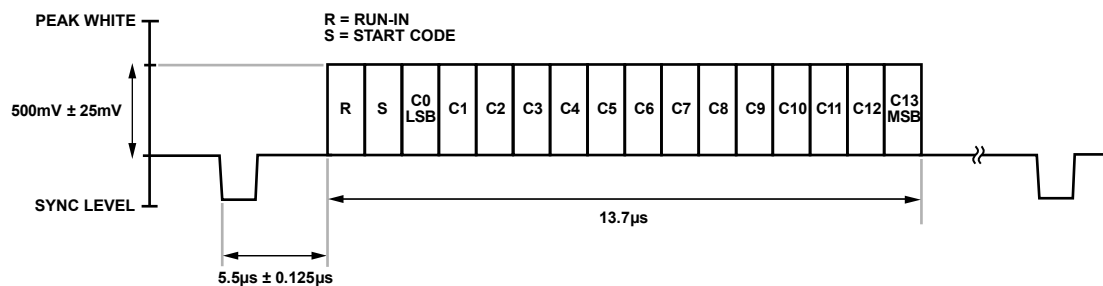 PEAK WHITE
R = RUN-IN
S = START CODE
500mV ± 25mV
R
S
C0
LSB
C1
C2
C3
C4
C5
C6
C7
C8
C9
C10
C11
C12
C13
MSB
SYNC LEVEL
13.7µs
5.5µs ± 0.125µs